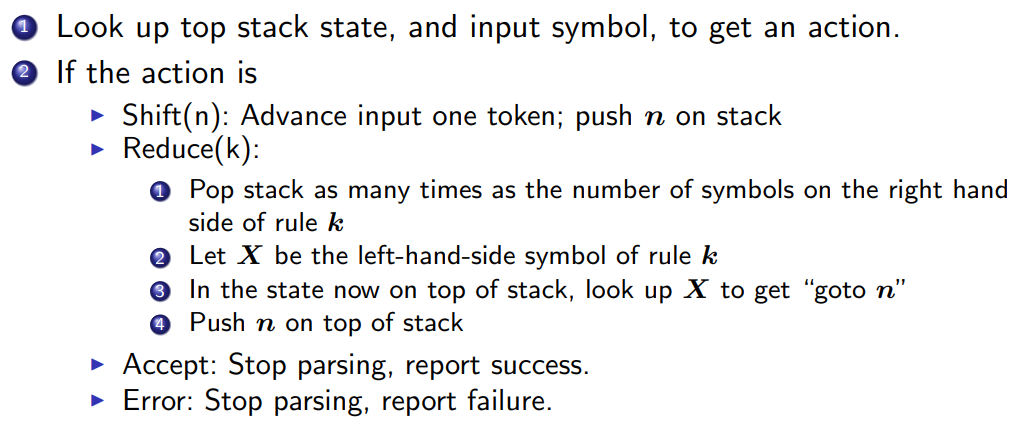 1 Look up top stack state, and input symbol, to get an action.
2 If the action is
▶ Shift(n): Advance input one token; push n on stack
▶ Reduce(k):
1 Pop stack as many times as the number of symbols on the right hand
side of rule k
2 Let X be the left-hand-side symbol of rule k
3 In the state now on top of stack, look up X to get “goto n”
4 Push n on top of stack
▶ Accept: Stop parsing, report success.
▶ Error: Stop parsing, report failure.